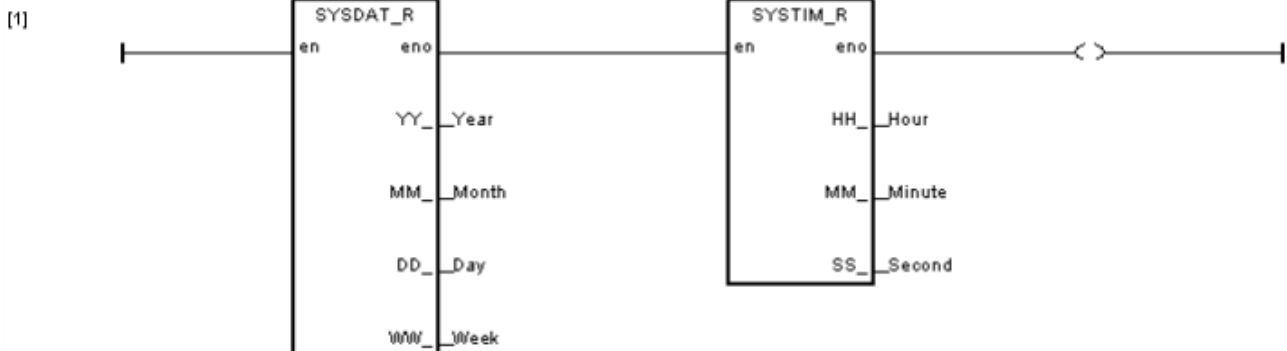 [1] SYSDAT_R SYSTIM_R
en eno en eno
YY_ _Year HH_ _Hour
MM_ _Month MM_ _Minute
DD_ _Day SS_ _Second
WW_ _Week